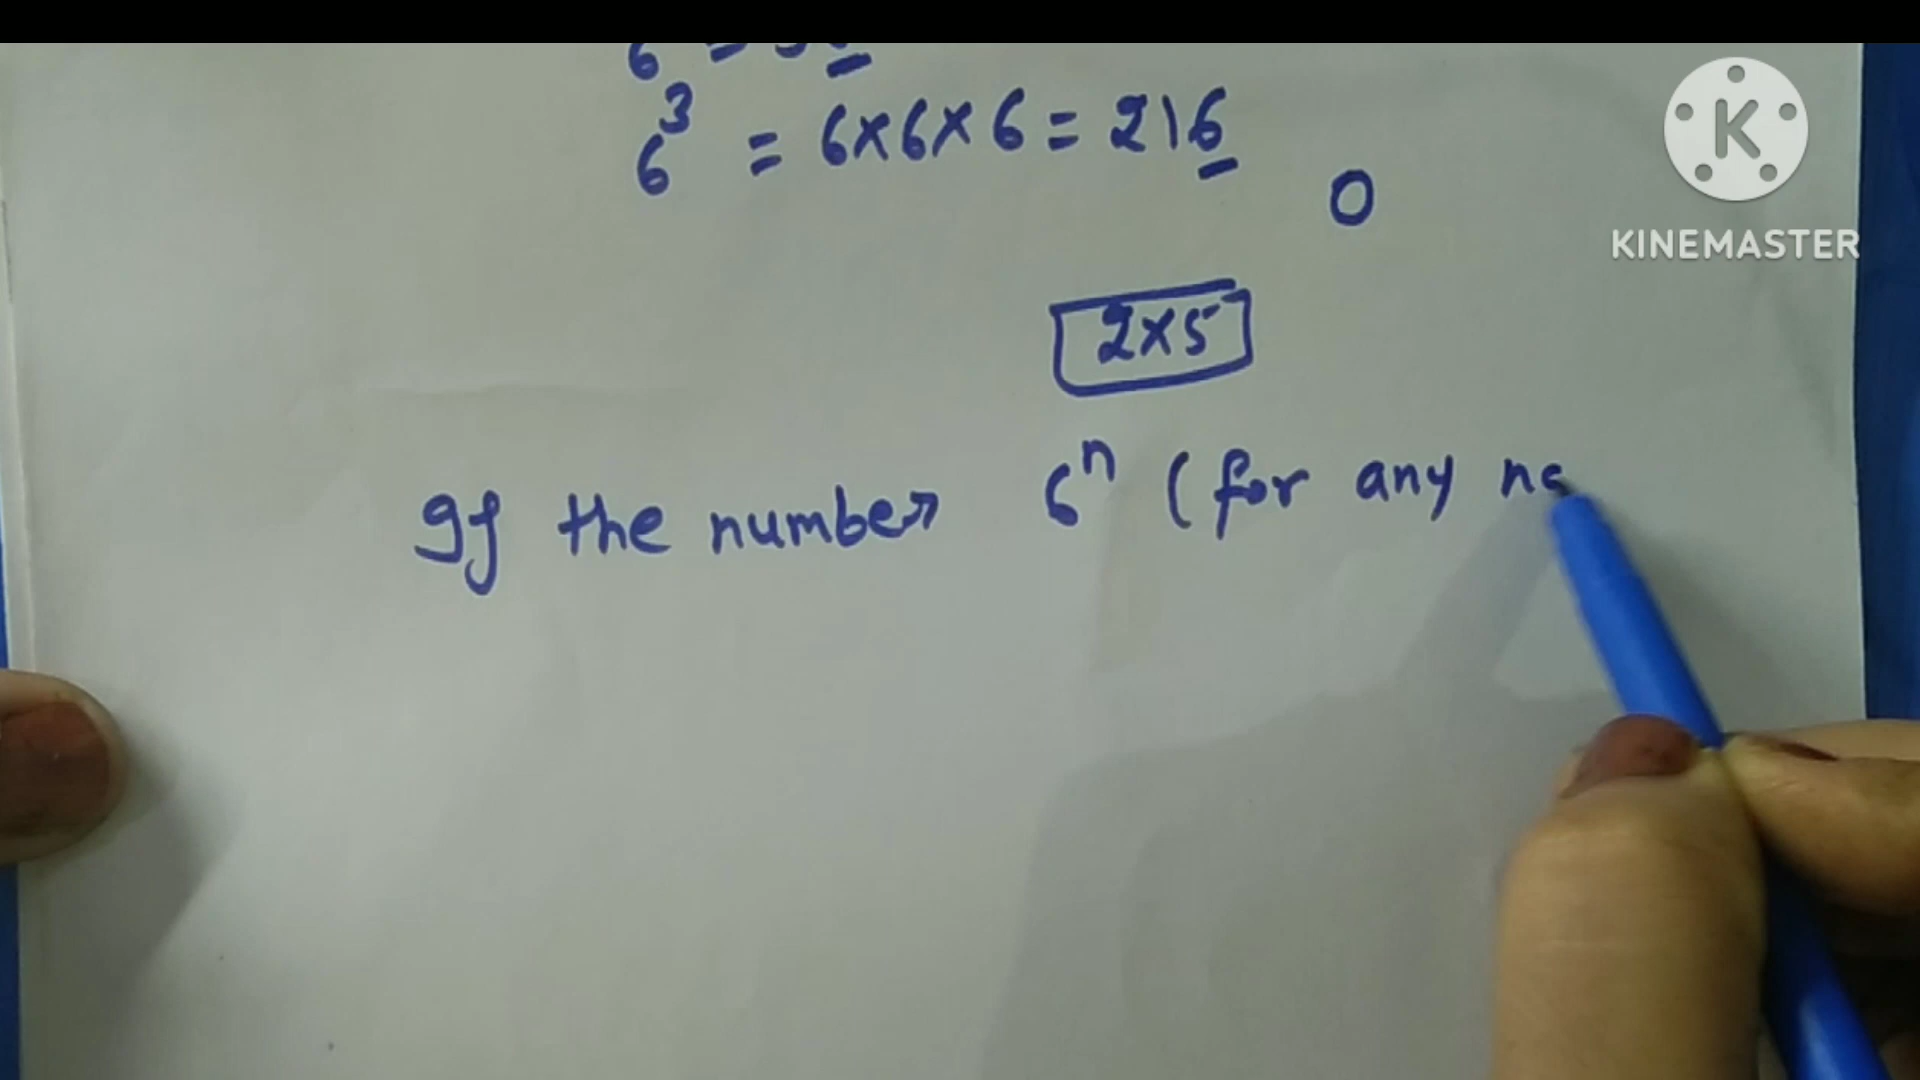 6³ = 6×6×6 = 216
0
2×5
If the number 6ⁿ (for any
KINEMASTER